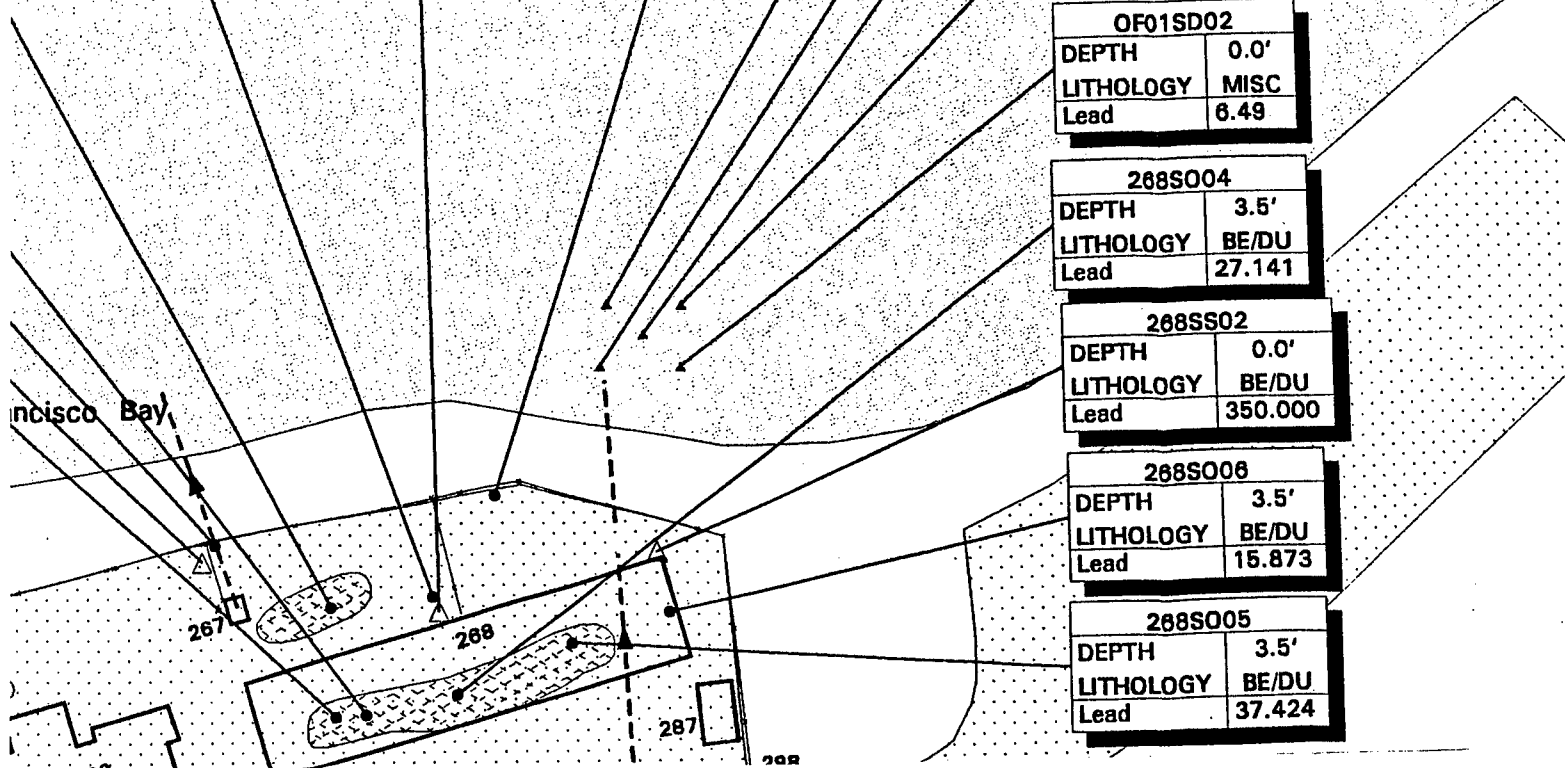 OF01SD02
DEPTH 0.0'
LITHOLOGY MISC
Lead 6.49
268SO04
DEPTH 3.5'
LITHOLOGY BE/DU
Lead 27.141
268SS02
DEPTH 0.0'
LITHOLOGY BE/DU
Lead 350.000
268SO06
DEPTH 3.5'
LITHOLOGY BE/DU
Lead 15.873
268SO05
DEPTH 3.5'
LITHOLOGY BE/DU
Lead 37.424
ncisco Bay
267
268
287
298